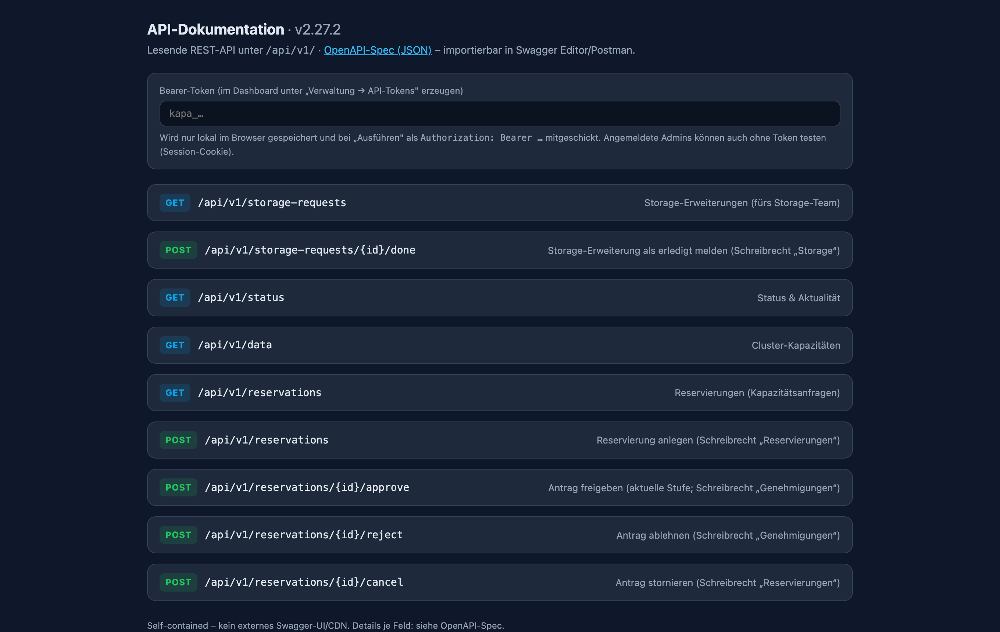 API-Dokumentation · v2.27.2
Lesende REST-API unter /api/v1/ · OpenAPI-Spec (JSON) – importierbar in Swagger Editor/Postman.
Bearer-Token (im Dashboard unter „Verwaltung → API-Tokens" erzeugen)
kapa_…
Wird nur lokal im Browser gespeichert und bei „Ausführen" als Authorization: Bearer … mitgeschickt. Angemeldete Admins können auch ohne Token testen
(Session-Cookie).
GET /api/v1/storage-requests Storage-Erweiterungen (fürs Storage-Team)
POST /api/v1/storage-requests/{id}/done Storage-Erweiterung als erledigt melden (Schreibrecht „Storage“)
GET /api/v1/status Status & Aktualität
GET /api/v1/data Cluster-Kapazitäten
GET /api/v1/reservations Reservierungen (Kapazitätsanfragen)
POST /api/v1/reservations Reservierung anlegen (Schreibrecht „Reservierungen“)
POST /api/v1/reservations/{id}/approve Antrag freigeben (aktuelle Stufe; Schreibrecht „Genehmigungen“)
POST /api/v1/reservations/{id}/reject Antrag ablehnen (Schreibrecht „Genehmigungen“)
POST /api/v1/reservations/{id}/cancel Antrag stornieren (Schreibrecht „Reservierungen“)
Self-contained – kein externes Swagger-UI/CDN. Details je Feld: siehe OpenAPI-Spec.